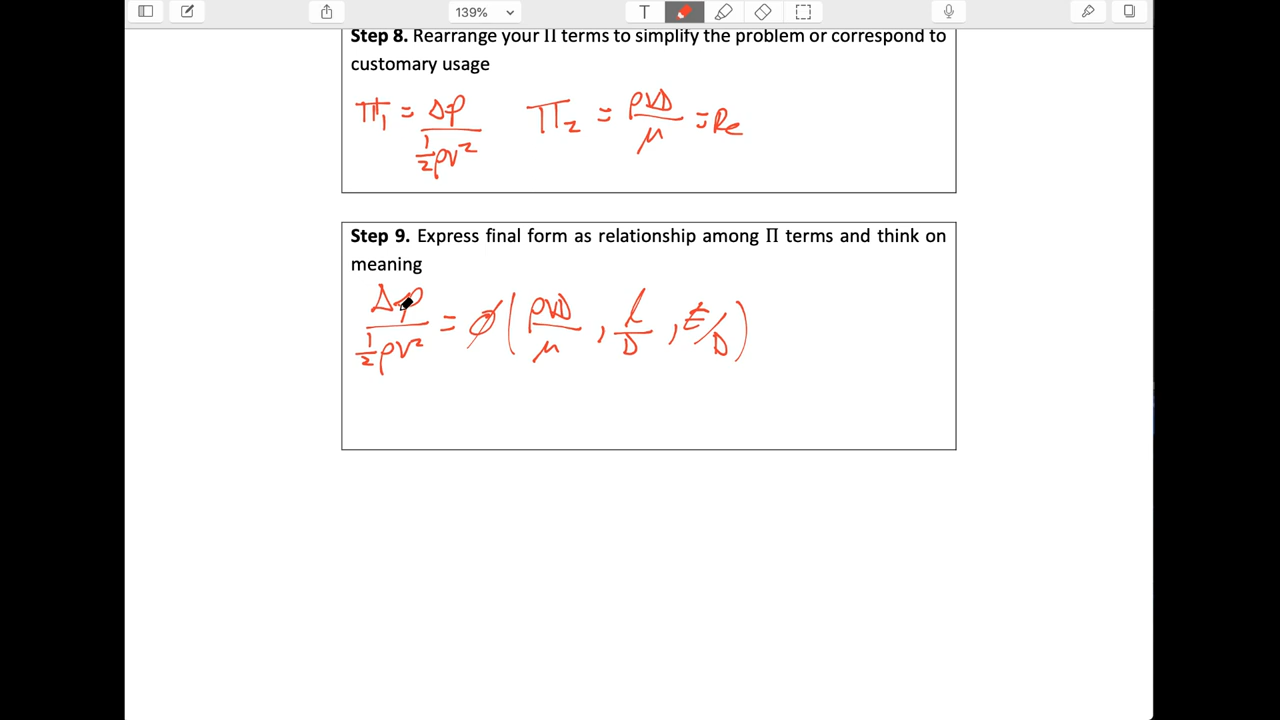 139%
T
Step 8. Rearrange your Π terms to simplify the problem or correspond to
customary usage
Π₁ = Δp / ½ρv² Π₂ = ρVD / μ = Re
Step 9. Express final form as relationship among Π terms and think on
meaning
Δp / ½ρv² = φ(ρVD / μ, ℓ / D, ε/D)